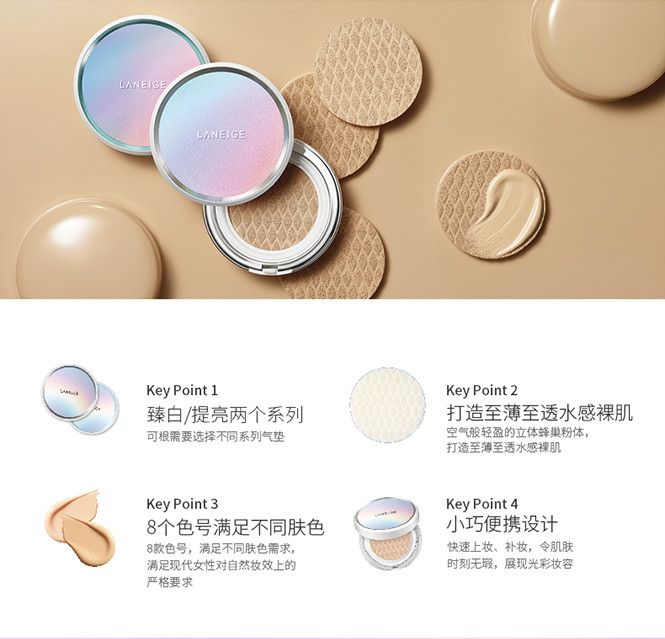 LANEIGE
LANEIGE
Key Point 1
臻白/提亮两个系列
可根需要选择不同系列气垫
Key Point 2
打造至薄至透水感裸肌
空气般轻盈的立体蜂巢粉体，
打造至薄至透水感裸肌
Key Point 3
8个色号满足不同肤色
8款色号，满足不同肤色需求，
满足现代女性对自然妆效上的
严格要求
Key Point 4
小巧便携设计
快速上妆、补妆，令肌肤
时刻无瑕，展现光彩妆容